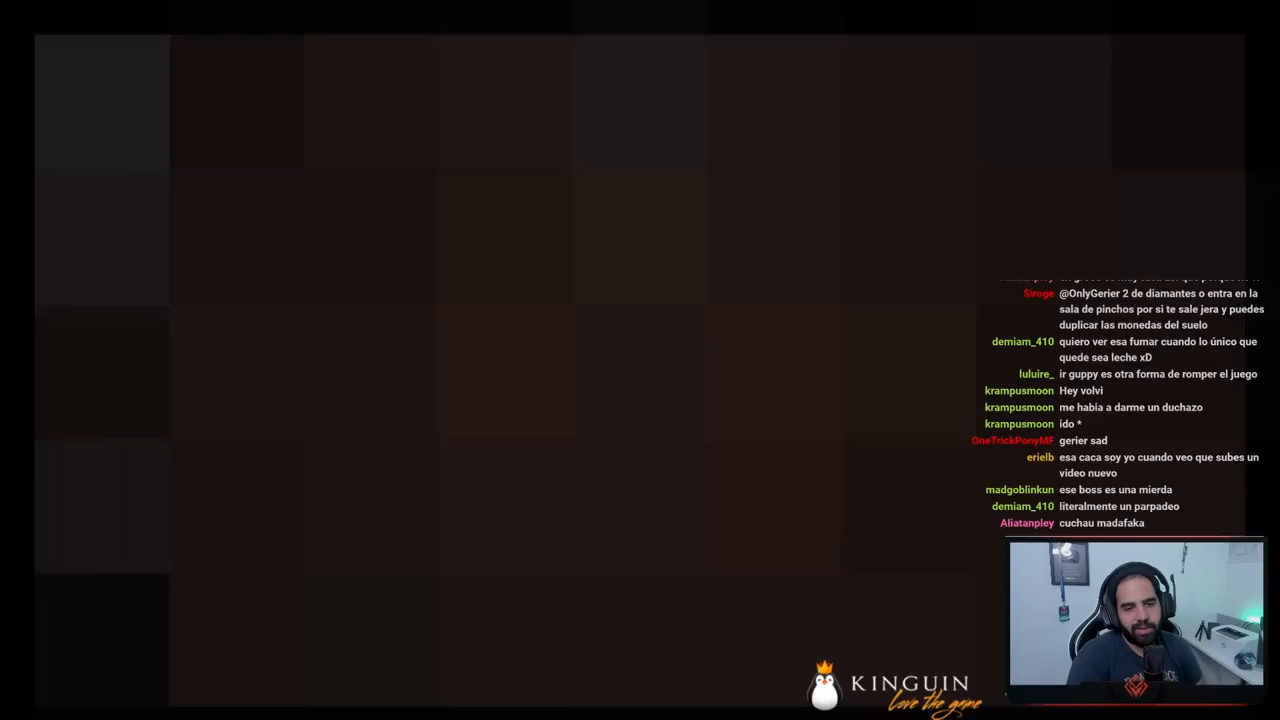 Siroge @OnlyGerier 2 de diamantes o entra en la
sala de pinchos por si te sale jera y puedes
duplicar las monedas del suelo
demiam_410 quiero ver esa fumar cuando lo único que
quede sea leche xD
luluire_ ir guppy es otra forma de romper el juego
krampusmoon Hey volvi
krampusmoon me habia a darme un duchazo
krampusmoon ido *
OneTrickPonyMF gerier sad
erielb esa caca soy yo cuando veo que subes un
video nuevo
madgoblinkun ese boss es una mierda
demiam_410 literalmente un parpadeo
Aliatanpley cuchau madafaka
KINGUIN
love the game